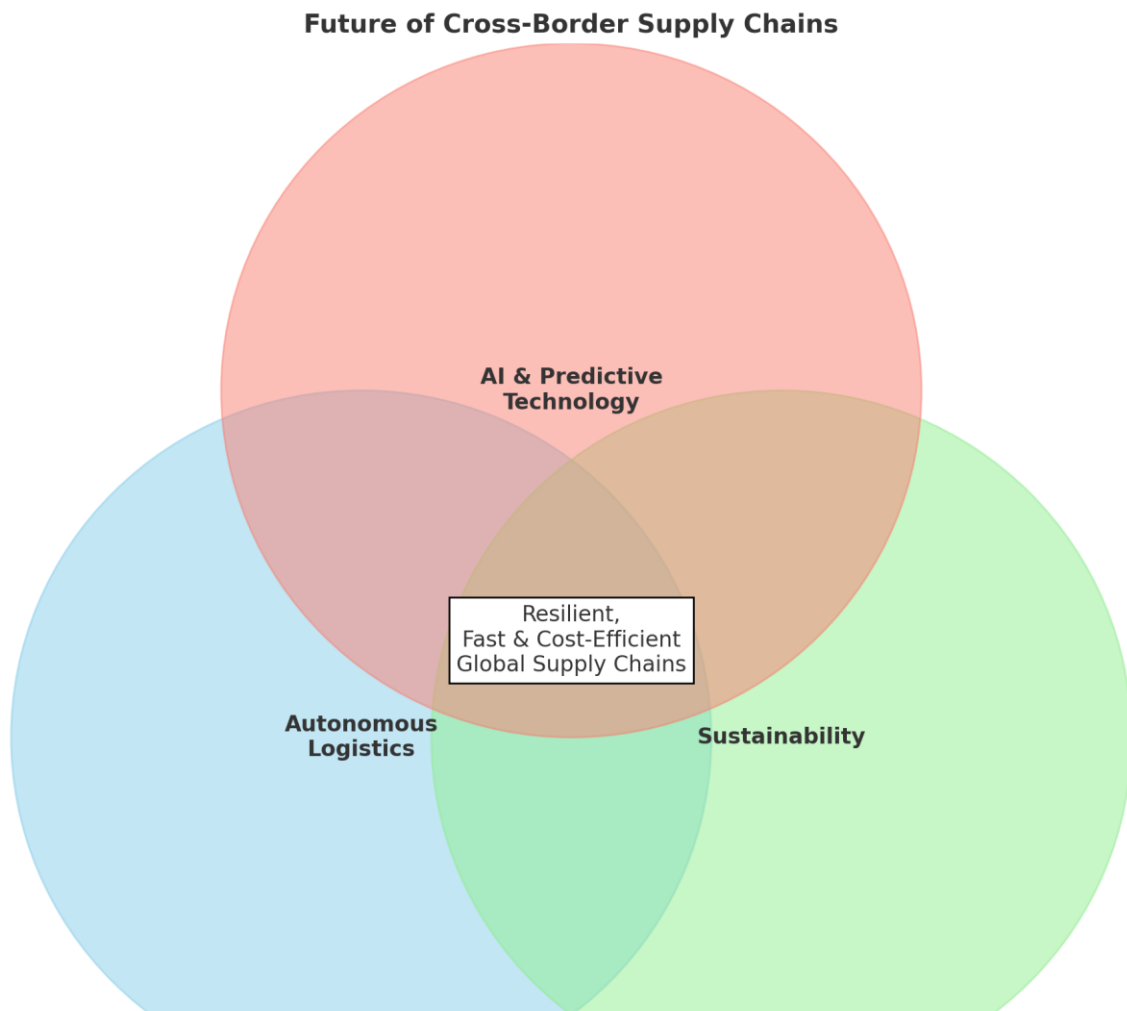 Future of Cross-Border Supply Chains
AI & Predictive
Technology
Resilient,
Fast & Cost-Efficient
Global Supply Chains
Autonomous
Logistics
Sustainability